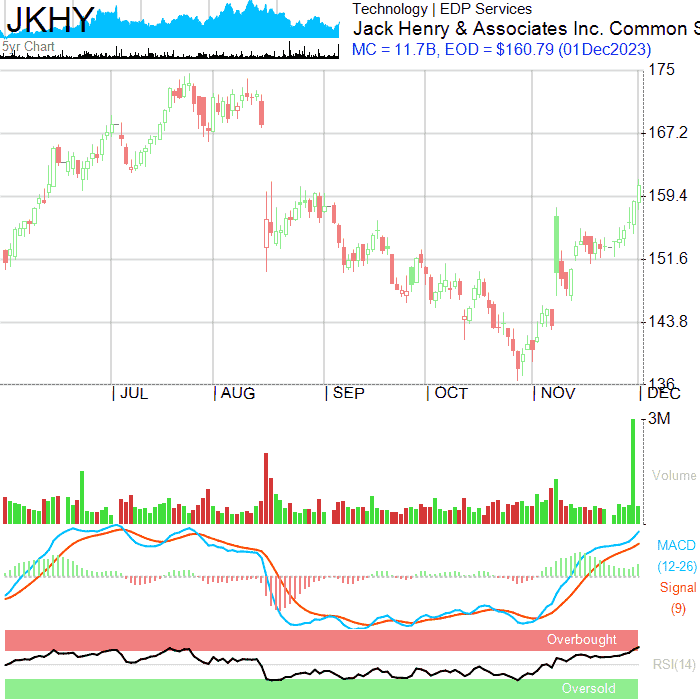 JKHY
Technology | EDP Services
Jack Henry & Associates Inc. Common S
MC = 11.7B, EOD = $160.79 (01Dec2023)
5yr Chart
175
167.2
159.4
151.6
143.8
136
JUL
AUG
SEP
OCT
NOV
DEC
3M
Volume
MACD
(12-26)
Signal
(9)
Overbought
RSI(14)
Oversold